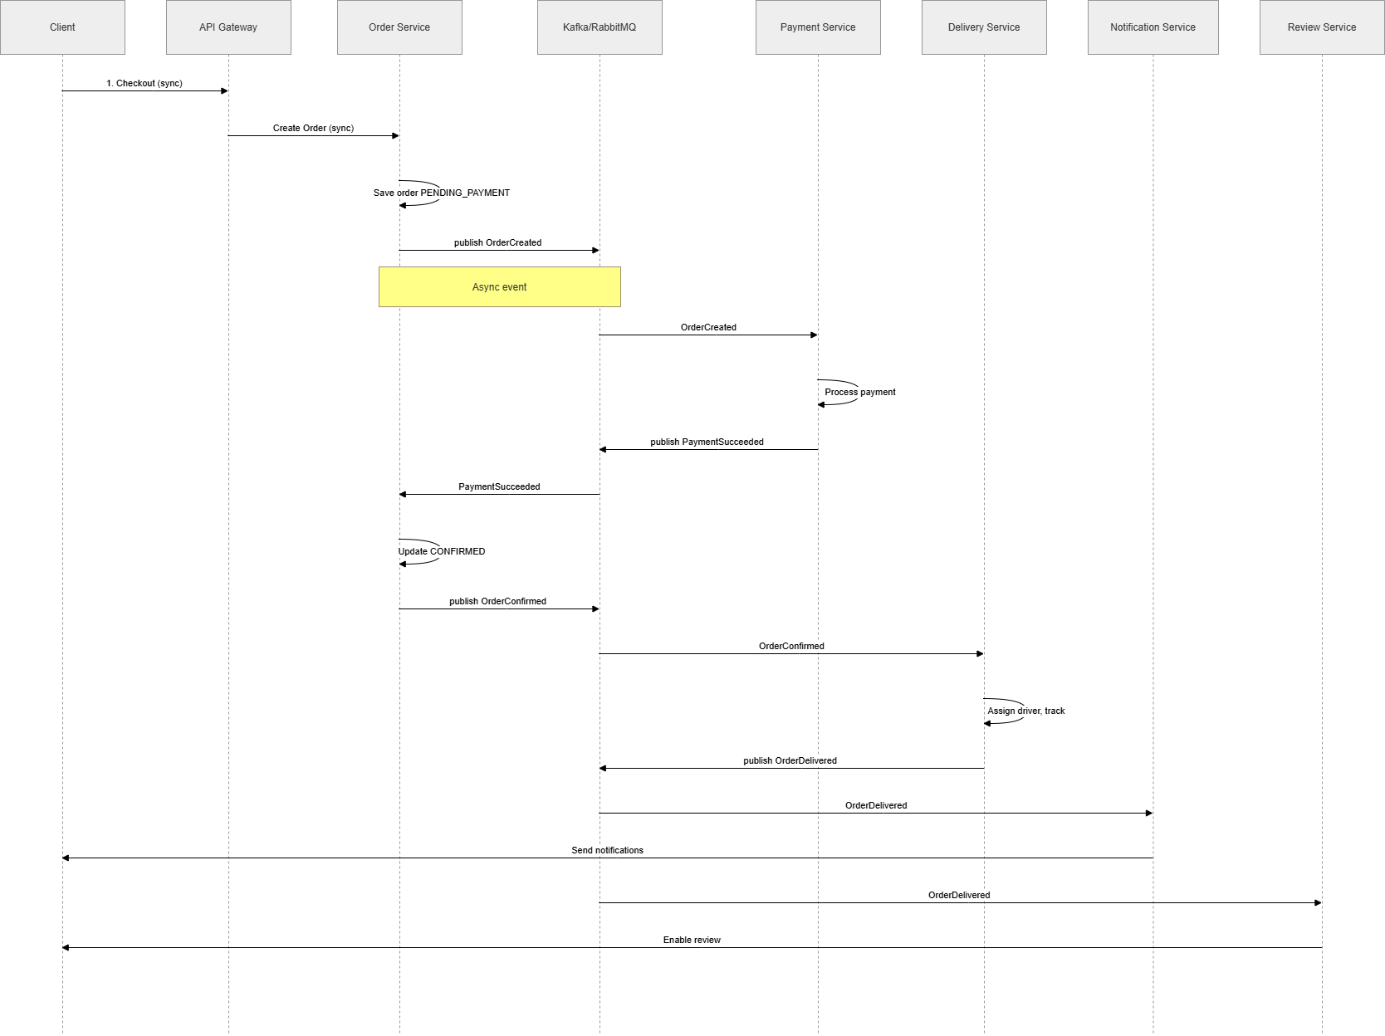 Client
API Gateway
Order Service
Kafka/RabbitMQ
Payment Service
Delivery Service
Notification Service
Review Service
1. Checkout (sync)
Create Order (sync)
Save order PENDING_PAYMENT
publish OrderCreated
Async event
OrderCreated
Process payment
publish PaymentSucceeded
PaymentSucceeded
Update CONFIRMED
publish OrderConfirmed
OrderConfirmed
Assign driver, track
publish OrderDelivered
OrderDelivered
Send notifications
OrderDelivered
Enable review